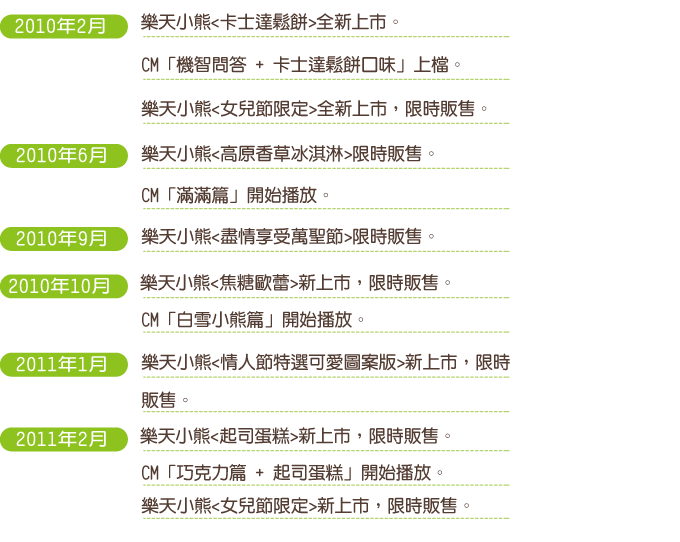 2010年2月 樂天小熊<卡士達鬆餅>全新上市。
CM「機智問答 + 卡士達鬆餅口味」上檔。
樂天小熊<女兒節限定>全新上市，限時販售。
2010年6月 樂天小熊<高原香草冰淇淋>限時販售。
CM「滿滿篇」開始播放。
2010年9月 樂天小熊<盡情享受萬聖節>限時販售。
2010年10月 樂天小熊<焦糖歐蕾>新上市，限時販售。
CM「白雪小熊篇」開始播放。
2011年1月 樂天小熊<情人節特選可愛圖案版>新上市，限時
販售。
2011年2月 樂天小熊<起司蛋糕>新上市，限時販售。
CM「巧克力篇 + 起司蛋糕」開始播放。
樂天小熊<女兒節限定>新上市，限時販售。